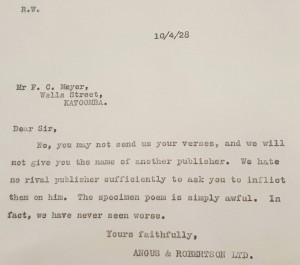 R.W.
10/4/28
Mr F. C. Meyer,
Wells Street,
KATOOMBA.
Dear Sir,
No, you may not send us your verses, and we will
not give you the name of another publisher. We hate
no rival publisher sufficiently to ask you to inflict
them on him. The specimen poem is simply awful. In
fact, we have never seen worse.
Yours faithfully,
ANGUS & ROBERTSON LTD.